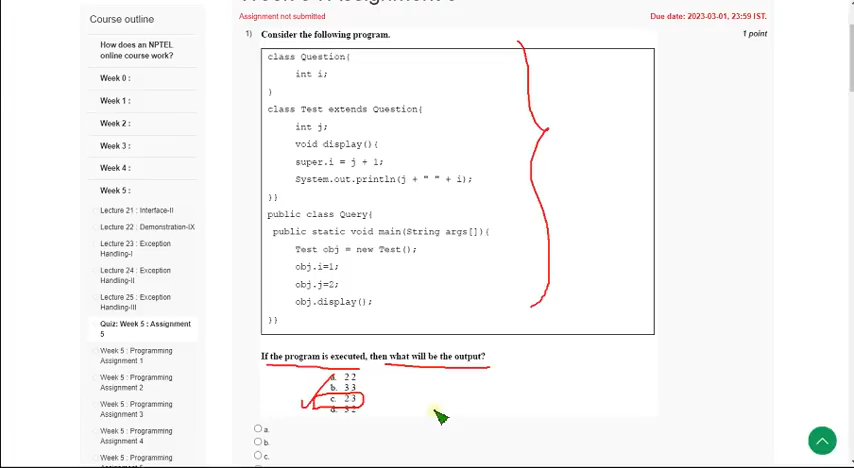 Course outline
How does an NPTEL
online course work?
Week 0 :
Week 1 :
Week 2 :
Week 3 :
Week 4 :
Week 5 :
Lecture 21 : Interface-II
Lecture 22 : Demonstration-IX
Lecture 23 : Exception
Handling-I
Lecture 24 : Exception
Handling-II
Lecture 25 : Exception
Handling-III
Quiz: Week 5 : Assignment
5
Week 5 : Programming
Assignment 1
Week 5 : Programming
Assignment 2
Week 5 : Programming
Assignment 3
Week 5 : Programming
Assignment 4
Week 5 : Programming
Assignment not submitted
Due date: 2023-03-01, 23:59 IST.
1) Consider the following program.
1 point
class Question{
int i;
}
class Test extends Question{
int j;
void display(){
super.i = j + 1;
System.out.println(j + " " + i);
}}
public class Query{
public static void main(String args[]){
Test obj = new Test();
obj.i=1;
obj.j=2;
obj.display();
}}
If the program is executed, then what will be the output?
a. 2 2
b. 3 3
c. 2 3
d. 3 2
a.
b.
c.